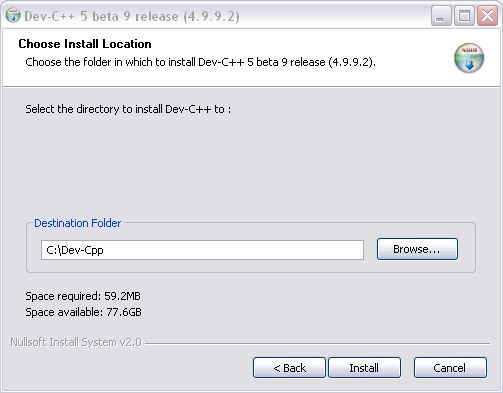 Dev-C++ 5 beta 9 release (4.9.9.2)
Choose Install Location
Choose the folder in which to install Dev-C++ 5 beta 9 release (4.9.9.2).
Select the directory to install Dev-C++ to :
Destination Folder
C:\Dev-Cpp
Browse...
Space required: 59.2MB
Space available: 77.6GB
Nullsoft Install System v2.0
< Back
Install
Cancel